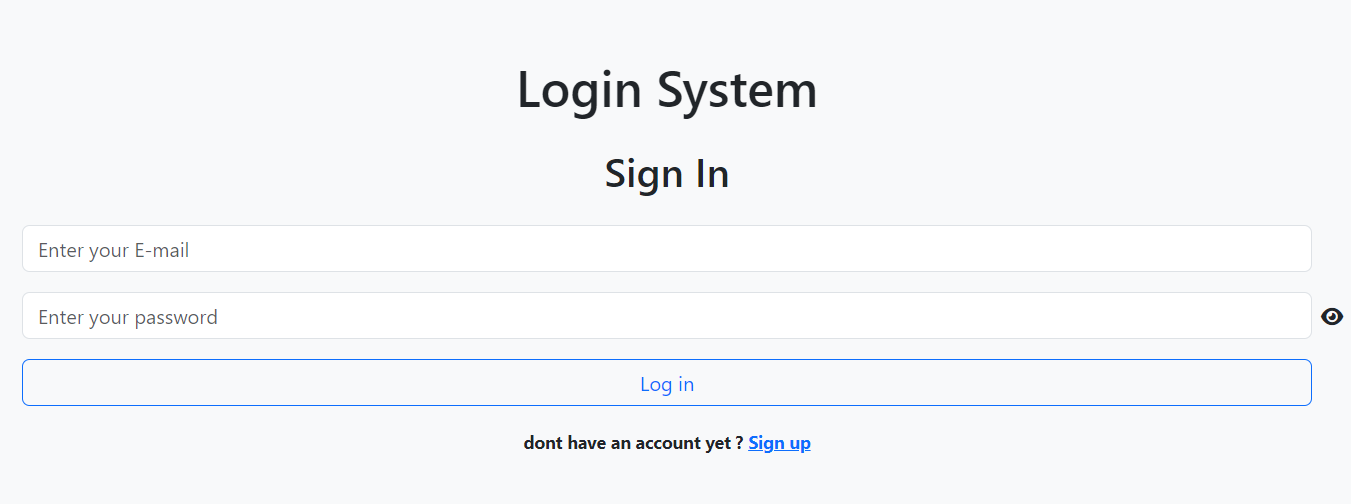 Login System
Sign In
Enter your E-mail
Enter your password
Log in
dont have an account yet ? Sign up